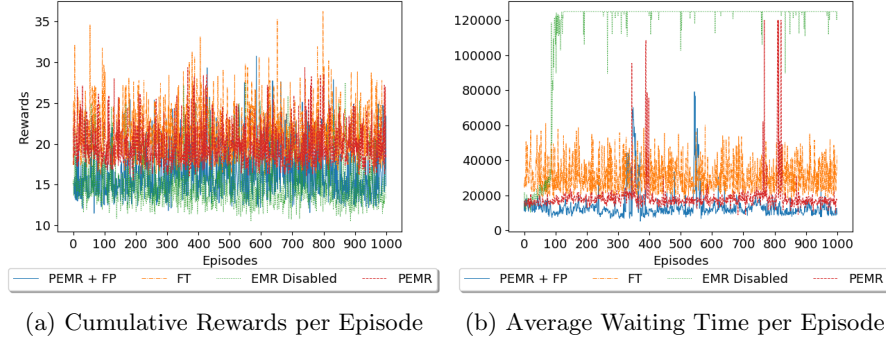 35
30
25
20
15
10
Rewards
0 100 200 300 400 500 600 700 800 900 1000
Episodes
PEMR + FP FT EMR Disabled PEMR
(a) Cumulative Rewards per Episode
120000
100000
80000
60000
40000
20000
0
0 100 200 300 400 500 600 700 800 900 1000
Episodes
PEMR + FP FT EMR Disabled PEMR
(b) Average Waiting Time per Episode